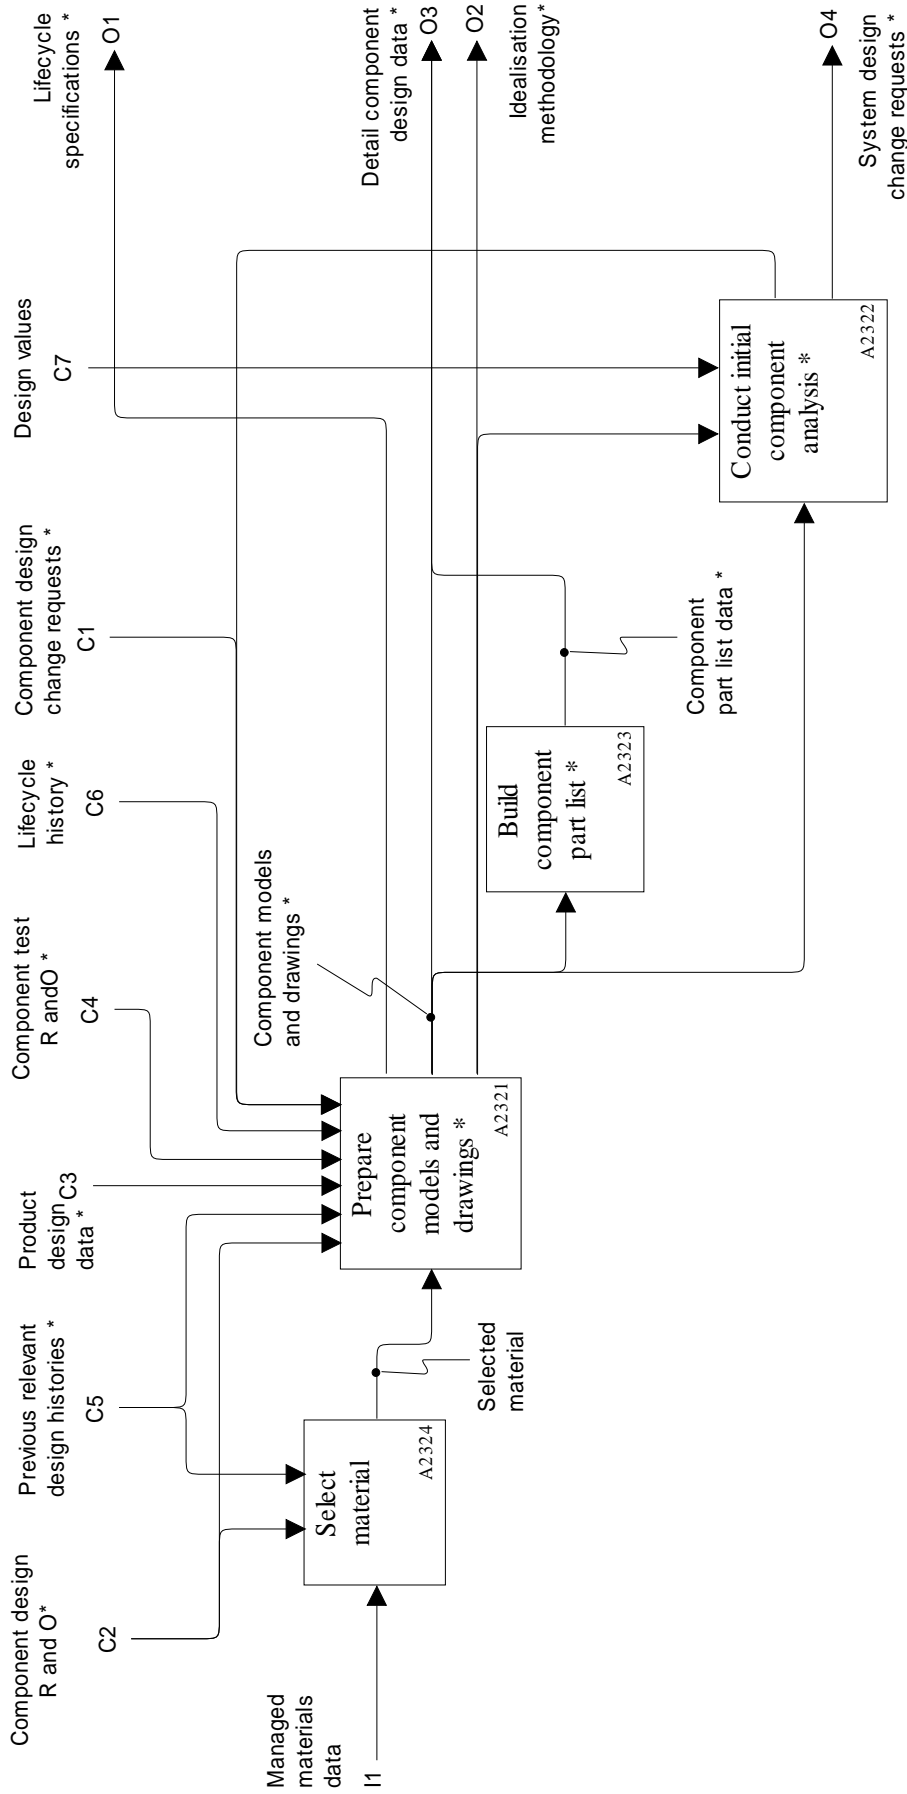 Component design
R and O*
C2
Previous relevant
design histories *
C5
Product
design
data *
C3
Component test
R andO *
C4
Lifecycle
history *
C6
Component design
change requests *
C1
Design values
C7
Lifecycle
specifications *
O1
Detail component
design data *
O3
O2
Idealisation
methodology*
O4
System design
change requests *
Managed
materials
data
I1
Select
material
A2324
Selected
material
Prepare
component
models and
drawings *
A2321
Component models
and drawings *
Build
component
part list *
A2323
Component
part list data *
Conduct initial
component
analysis *
A2322